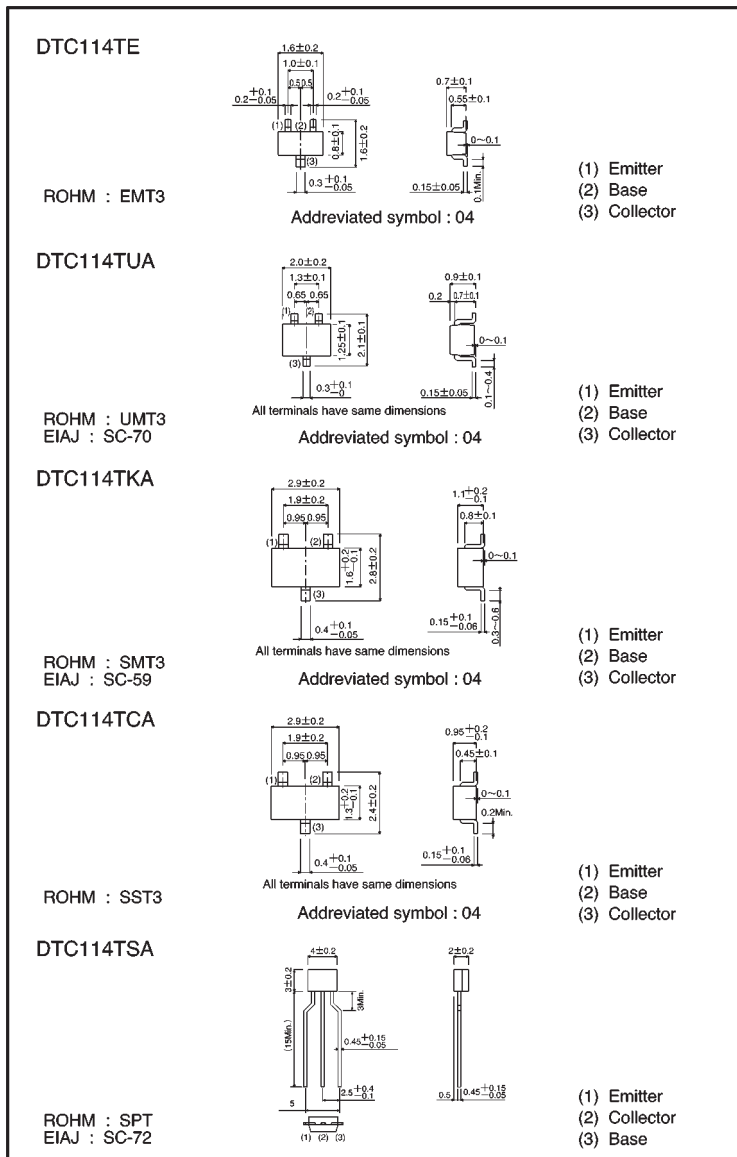 DTC114TE
1.6±0.2
1.0±0.1
0.5 0.5
0.2 +0.1 −0.05
0.2 +0.1 −0.05
(1) (2)
(3)
0.8±0.1
1.6±0.2
0.3 +0.1 −0.05
0.7±0.1
0.55±0.1
0~0.1
0.15±0.05
0.1Min.
ROHM : EMT3
Addreviated symbol : 04
(1) Emitter
(2) Base
(3) Collector
DTC114TUA
2.0±0.2
1.3±0.1
0.65 0.65
(1) (2)
(3)
1.25±0.1
2.1±0.1
0.3 +0.1 −0
0.9±0.1
0.2 0.7±0.1
0~0.1
0.15±0.05
0.1~0.4
All terminals have same dimensions
ROHM : UMT3
EIAJ : SC-70
Addreviated symbol : 04
(1) Emitter
(2) Base
(3) Collector
DTC114TKA
2.9±0.2
1.9±0.2
0.95 0.95
(1) (2)
(3)
1.6 +0.2 −0.1
2.8±0.2
0.4 +0.1 −0.05
1.1 +0.2 −0.1
0.8±0.1
0~0.1
0.15 +0.1 −0.06
0.3~0.6
All terminals have same dimensions
ROHM : SMT3
EIAJ : SC-59
Addreviated symbol : 04
(1) Emitter
(2) Base
(3) Collector
DTC114TCA
2.9±0.2
1.9±0.2
0.95 0.95
(1) (2)
(3)
1.3 +0.2 −0.1
2.4±0.2
0.4 +0.1 −0.05
0.95 +0.2 −0.1
0.45±0.1
0~0.1
0.2Min.
0.15 +0.1 −0.06
All terminals have same dimensions
ROHM : SST3
Addreviated symbol : 04
(1) Emitter
(2) Base
(3) Collector
DTC114TSA
4±0.2
2±0.2
3±0.2
(15Min.)
3Min.
0.45 +0.15 −0.05
2.5 +0.4 −0.1
5
0.5 0.45 +0.15 −0.05
(1) (2) (3)
ROHM : SPT
EIAJ : SC-72
(1) Emitter
(2) Collector
(3) Base